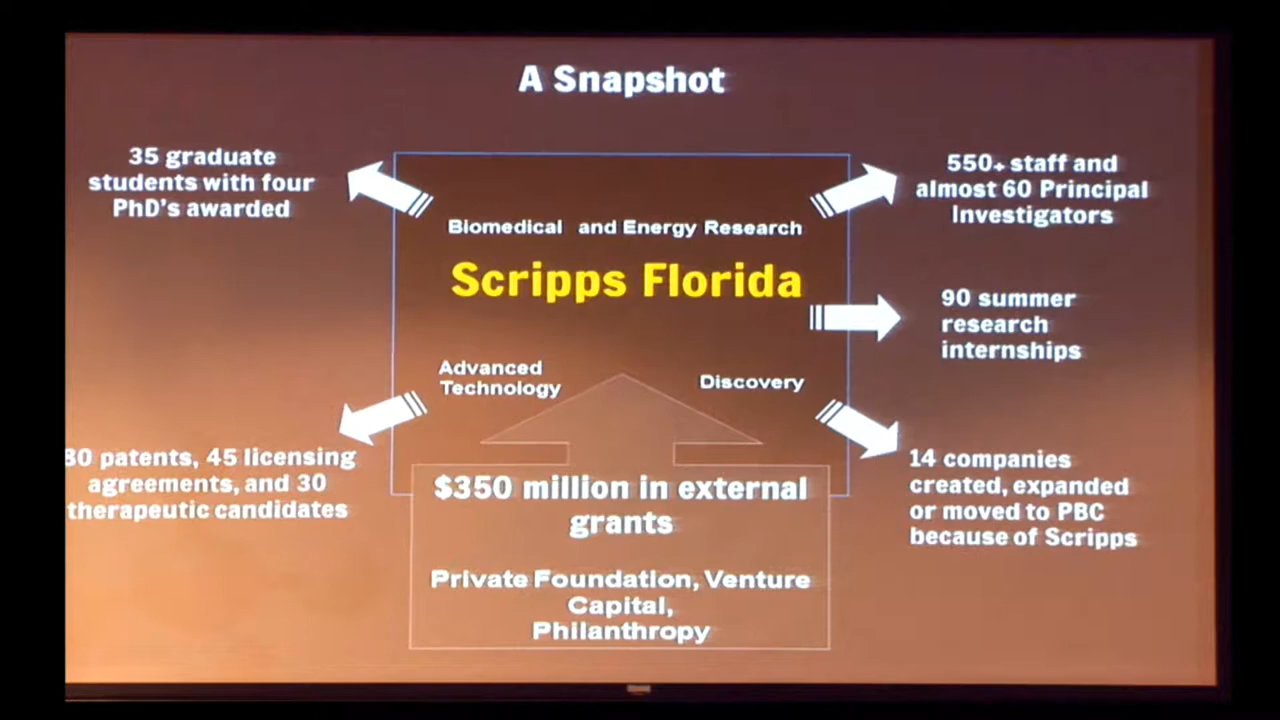 A Snapshot
35 graduate
students with four
PhD's awarded
550+ staff and
almost 60 Principal
Investigators
Biomedical and Energy Research
Scripps Florida
90 summer
research
internships
Advanced
Technology
Discovery
patents, 45 licensing
agreements, and 30
therapeutic candidates
14 companies
created, expanded
or moved to PBC
because of Scripps
$350 million in external
grants
Private Foundation, Venture
Capital,
Philanthropy